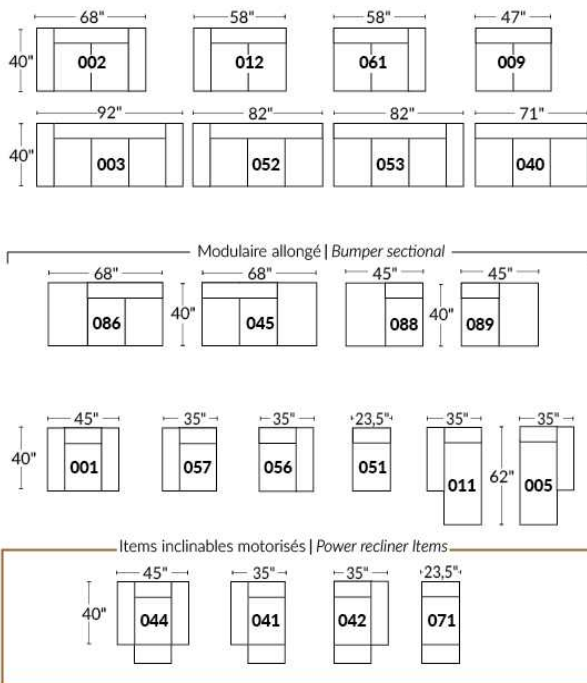 68" 58" 58" 47"
40" 002 012 061 009
92" 82" 82" 71"
40" 003 052 053 040
Modulaire allongé | Bumper sectional
68" 68" 45" 45"
086 40" 045 088 40" 089
45" 35" 35" 23,5" 35" 35"
40" 001 057 056 051 011 62" 005
Items inclinables motorisés | Power recliner Items
45" 35" 35" 23,5"
40" 044 041 042 071